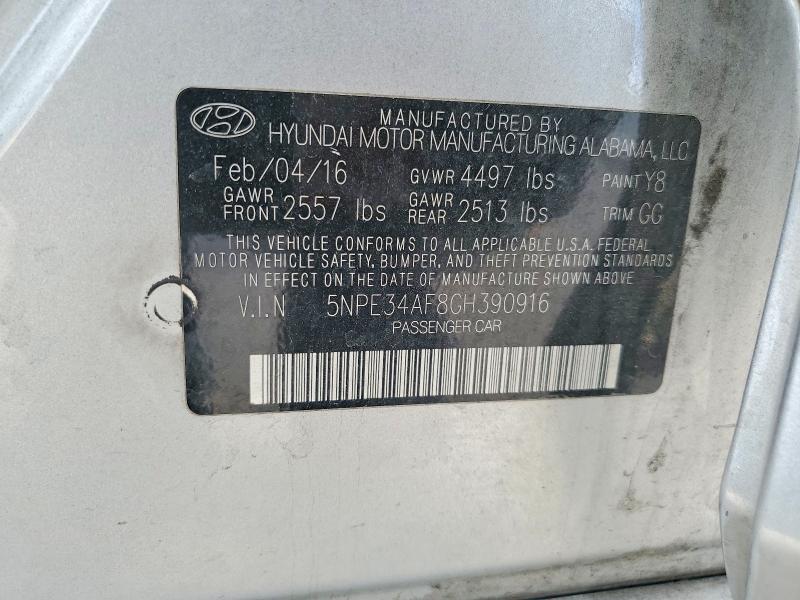 MANUFACTURED BY
HYUNDAI MOTOR MANUFACTURING ALABAMA, LLC
Feb/04/16 GVWR 4497 lbs PAINT Y8
GAWR FRONT 2557 lbs GAWR REAR 2513 lbs TRIM GG
THIS VEHICLE CONFORMS TO ALL APPLICABLE U.S.A. FEDERAL
MOTOR VEHICLE SAFETY, BUMPER, AND THEFT PREVENTION STANDARDS
IN EFFECT ON THE DATE OF MANUFACTURE SHOWN ABOVE
V.I.N 5NPE34AF8GH390916
PASSENGER CAR